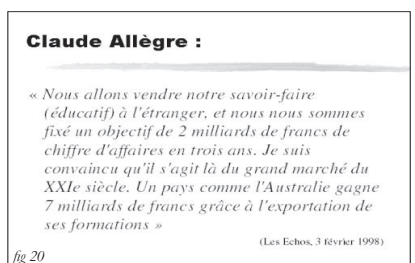 Claude Allègre :
« Nous allons vendre notre savoir-faire
(éducatif) à l'étranger, et nous nous sommes
fixé un objectif de 2 milliards de francs de
chiffre d'affaires en trois ans. Je suis
convaincu qu'il s'agit là du grand marché du
XXIe siècle. Un pays comme l'Australie gagne
7 milliards de francs grâce à l'exportation de
ses formations »
(Les Echos, 3 février 1998)
fig 20